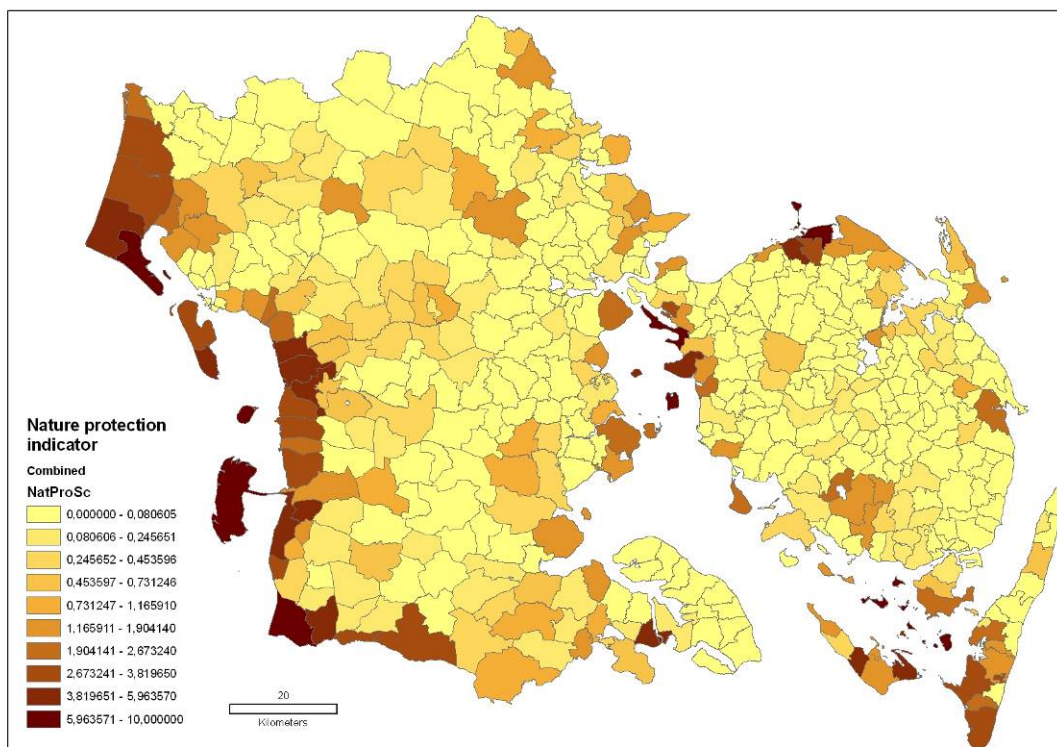 Nature protection
indicator
Combined
NatProSc
0,000000 - 0,080605
0,080606 - 0,245651
0,245652 - 0,453596
0,453597 - 0,731246
0,731247 - 1,165910
1,165911 - 1,904140
1,904141 - 2,673240
2,673241 - 3,819650
3,819651 - 5,963570
5,963571 - 10,000000
20
Kilometers